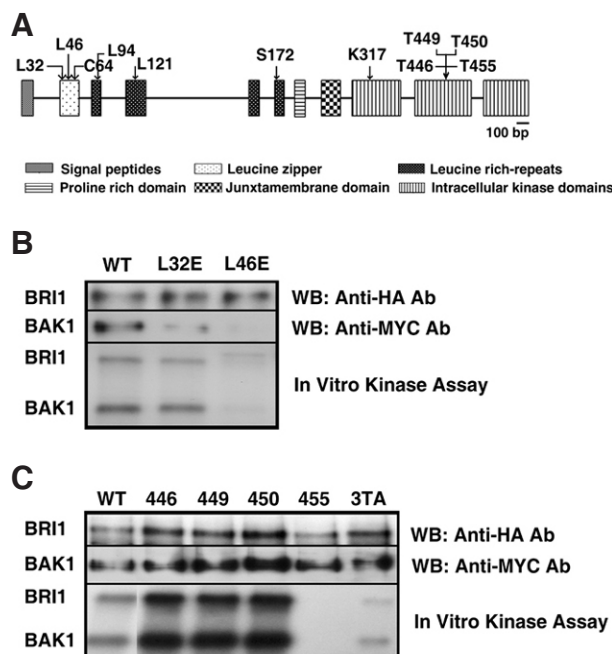 A
L46
L94
T449 T450
L32
C64
L121
S172
K317
T446 T455
100 bp
Signal peptides
Leucine zipper
Leucine rich-repeats
Proline rich domain
Junxtamembrane domain
Intracellular kinase domains
B
WT L32E L46E
BRI1 WB: Anti-HA Ab
BAK1 WB: Anti-MYC Ab
BRI1
In Vitro Kinase Assay
BAK1
C
WT 446 449 450 455 3TA
BRI1 WB: Anti-HA Ab
BAK1 WB: Anti-MYC Ab
BRI1
In Vitro Kinase Assay
BAK1